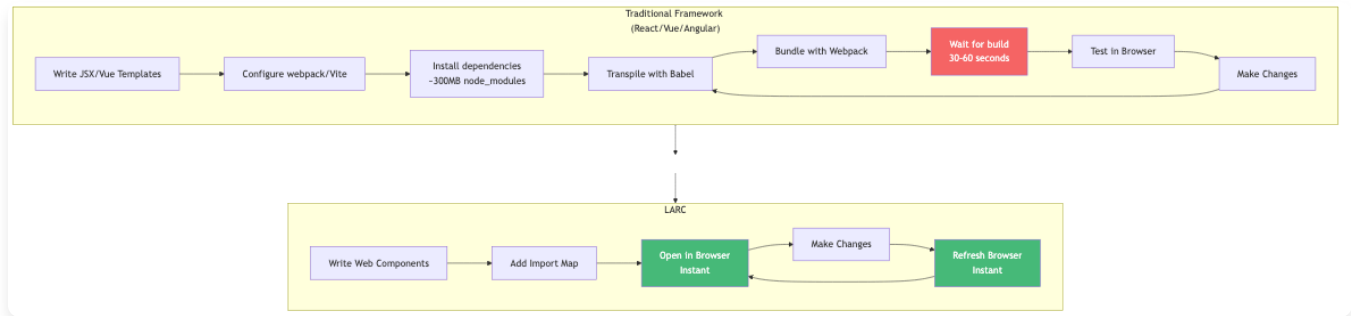 Traditional Framework
(React/Vue/Angular)
Write JSX/Vue Templates
Configure webpack/Vite
Install dependencies
~300MB node_modules
Transpile with Babel
Bundle with Webpack
Wait for build
30-60 seconds
Test in Browser
Make Changes
LARC
Write Web Components
Add Import Map
Open in Browser
Instant
Make Changes
Refresh Browser
Instant